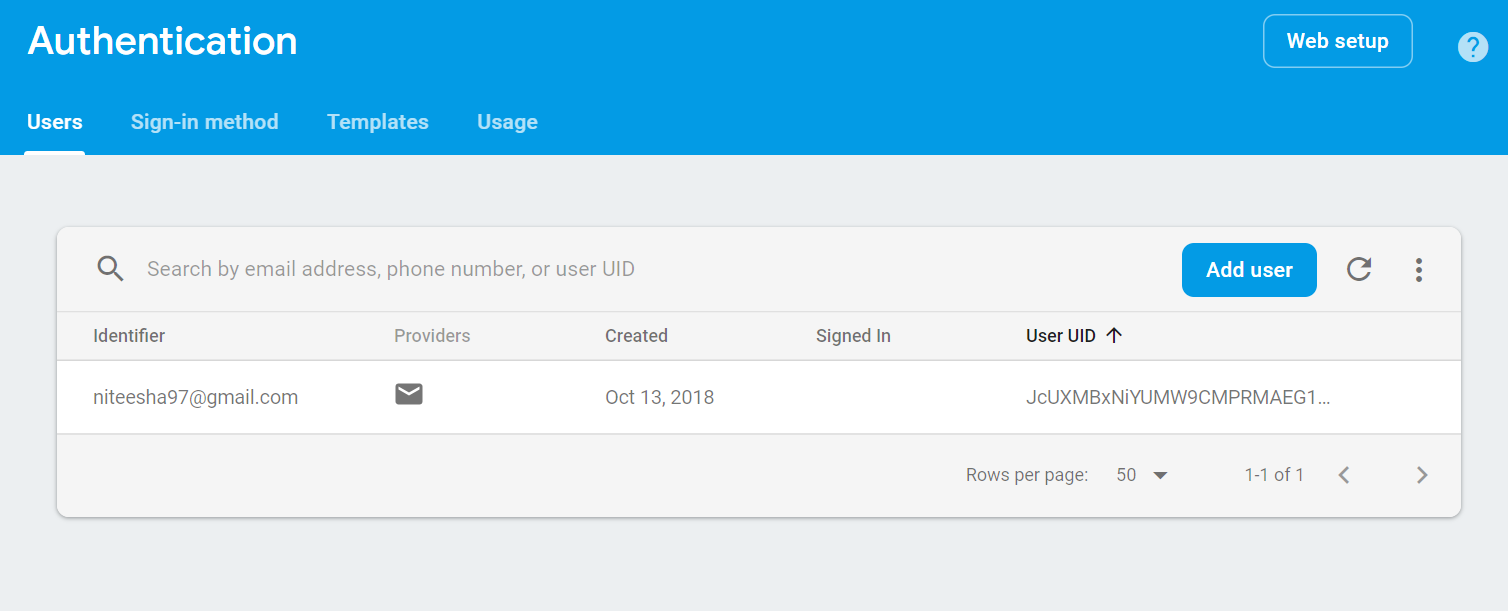 Authentication
Web setup
?
Users Sign-in method Templates Usage
Search by email address, phone number, or user UID
Add user
Identifier Providers Created Signed In User UID
niteesha97@gmail.com Oct 13, 2018 JcUXMBxNiYUMW9CMPRMAEG1...
Rows per page: 50 1-1 of 1